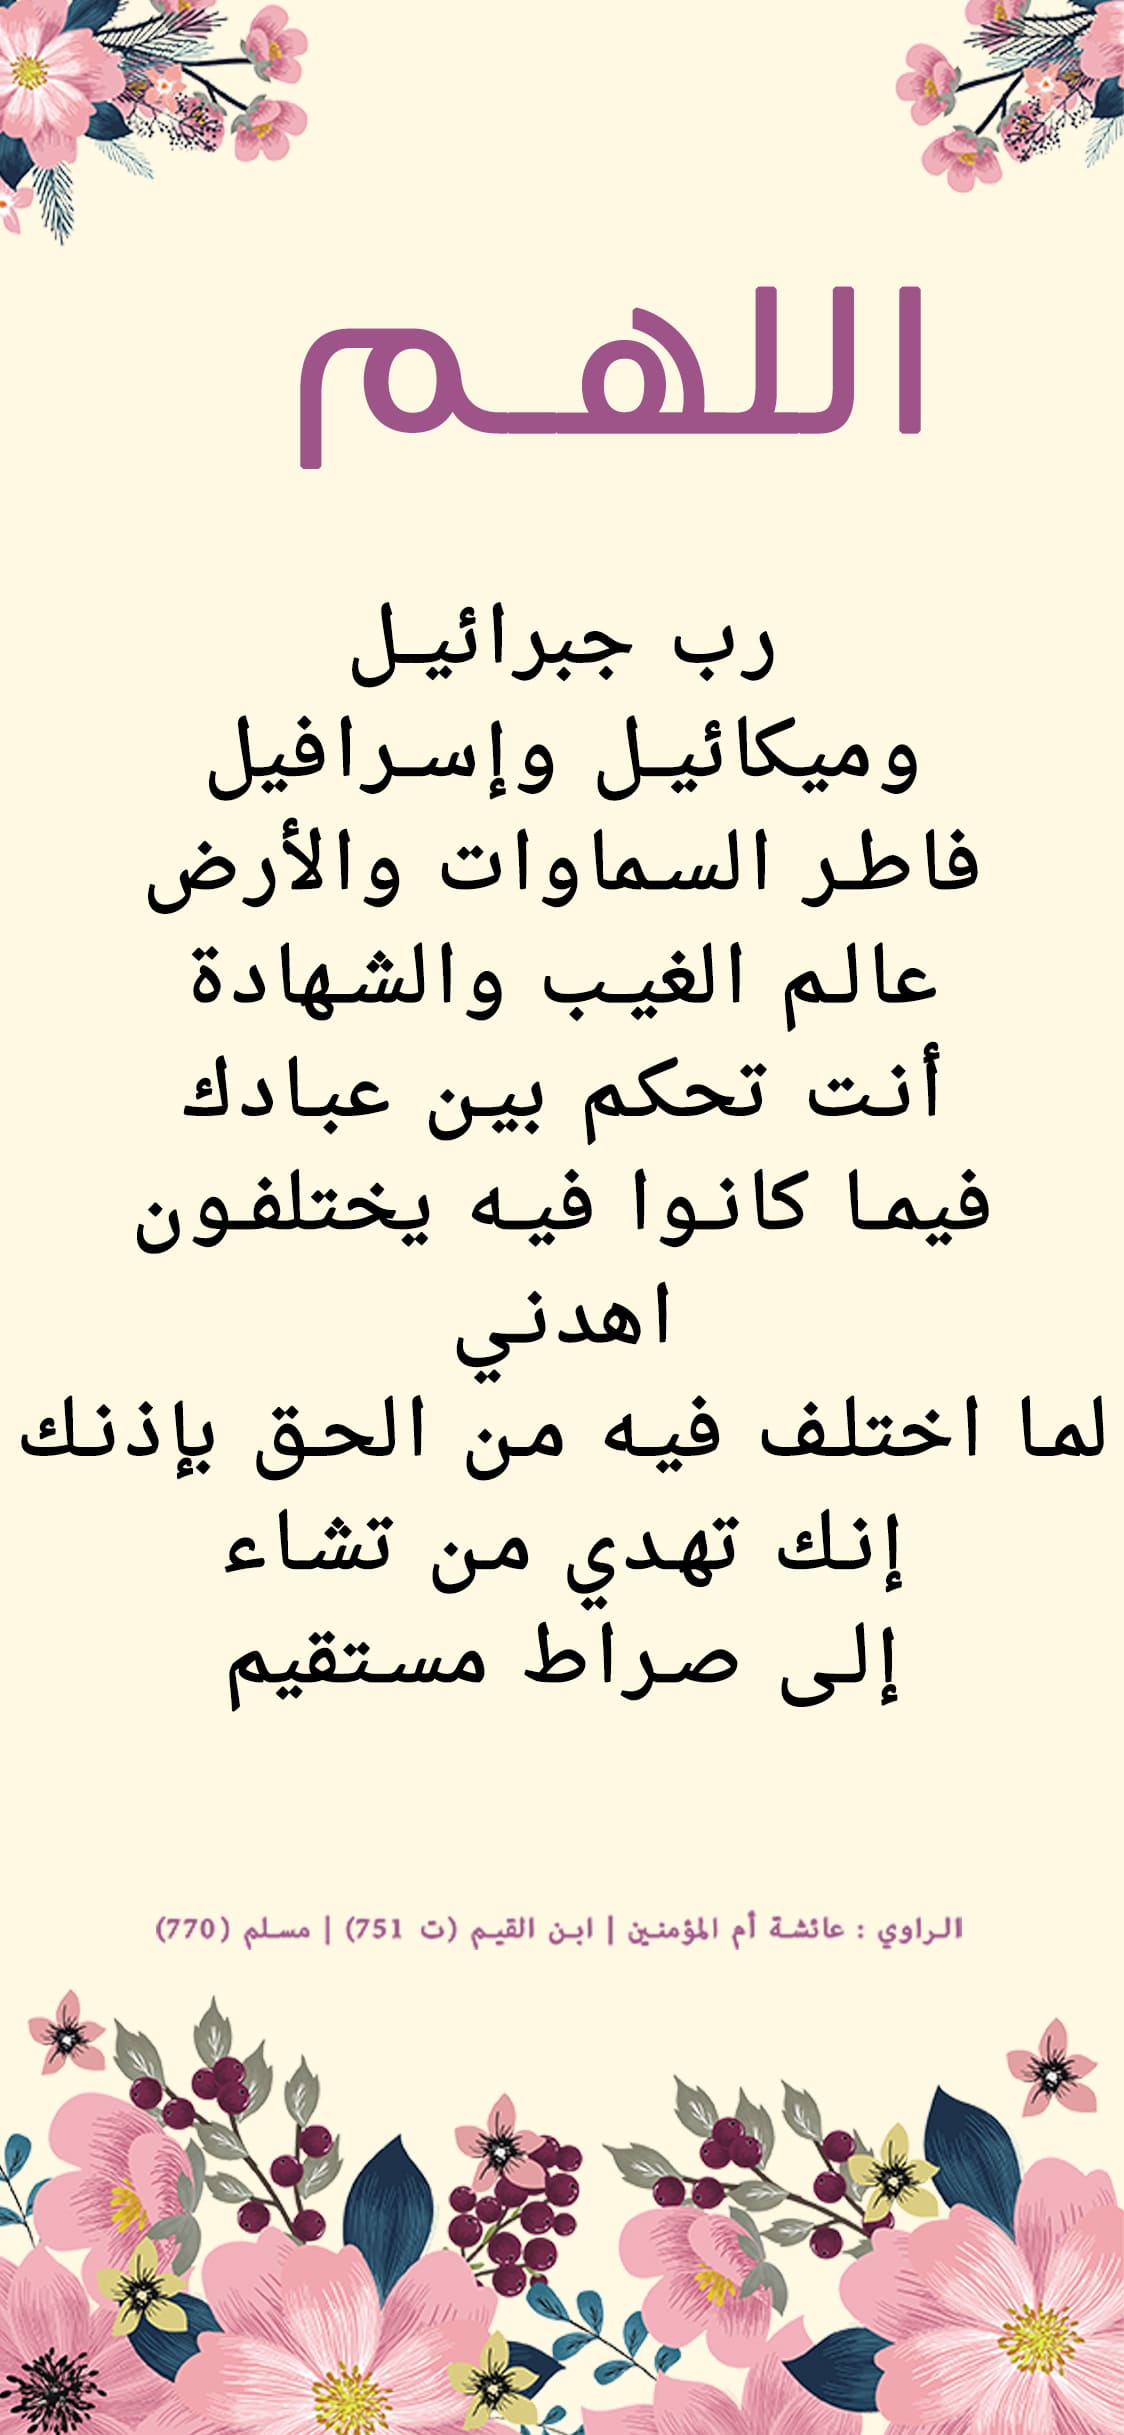 اللهم
رب جبرائيل
وميكائيل وإسرافيل
فاطر السماوات والأرض
عالم الغيب والشهادة
أنت تحكم بين عبادك
فيما كانوا فيه يختلفون
اهدني
لما اختلف فيه من الحق بإذنك
إنك تهدي من تشاء
إلى صراط مستقيم
الراوي : عائشة أم المؤمنين | ابن القيم (ت 751) | مسلم (770)